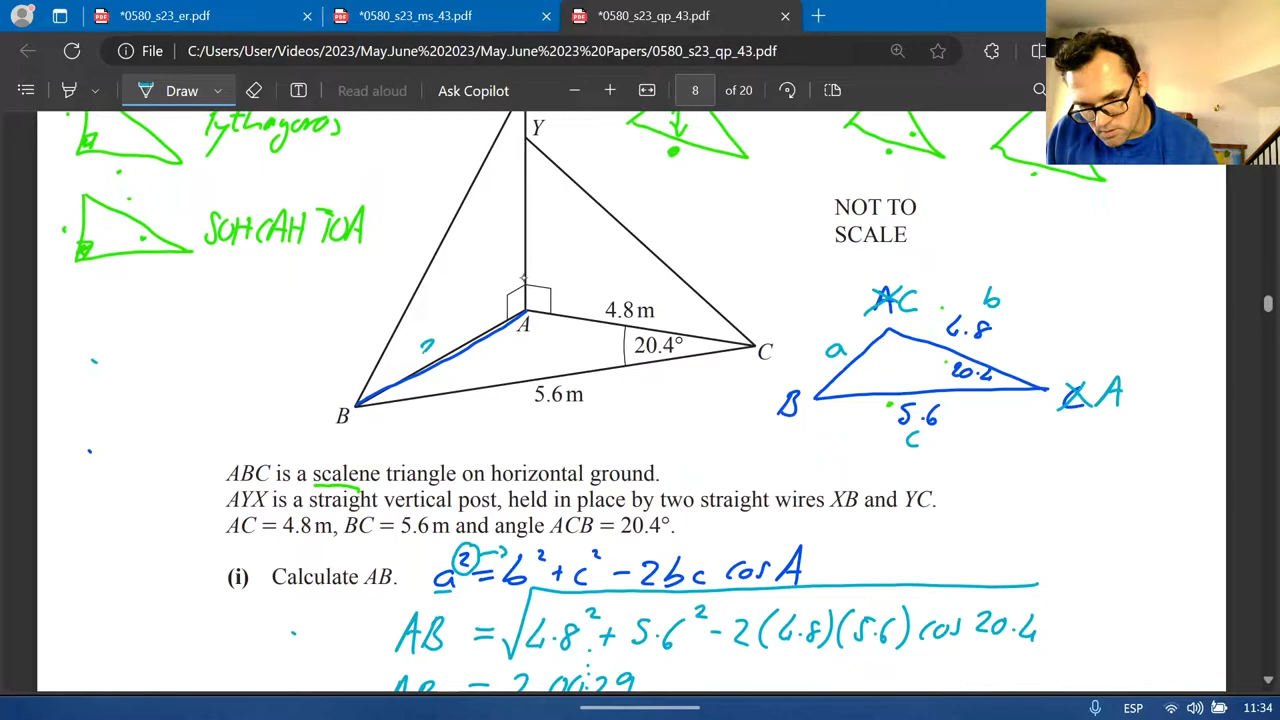 *0580_s23_er.pdf
*0580_s23_ms_43.pdf
*0580_s23_qp_43.pdf
File
C:/Users/User/Videos/2023/May.June%202023/May.June%2023%20Papers/0580_s23_qp_43.pdf
Draw
Read aloud
Ask Copilot
8 of 20
Pythagoras
Y
SOHCAH TOA
NOT TO
SCALE
A
4.8 m
20.4°
C
5.6 m
B
A C
b
a
4.8
20.4
B
5.6
C A
c
ABC is a scalene triangle on horizontal ground.
AYX is a straight vertical post, held in place by two straight wires XB and YC.
AC = 4.8 m, BC = 5.6 m and angle ACB = 20.4°.
(i) Calculate AB.
a² = b² + c² - 2bc cos A
AB = √4.8² + 5.6² - 2(4.8)(5.6) cos 20.4
AB =
ESP
11:34